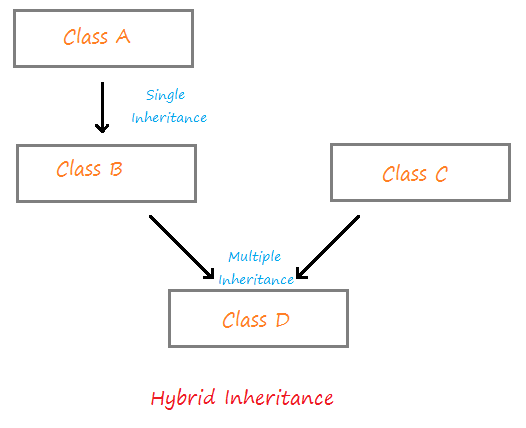 Class A
Single
Inheritance
Class B
Class C
Multiple
Inheritance
Class D
Hybrid Inheritance